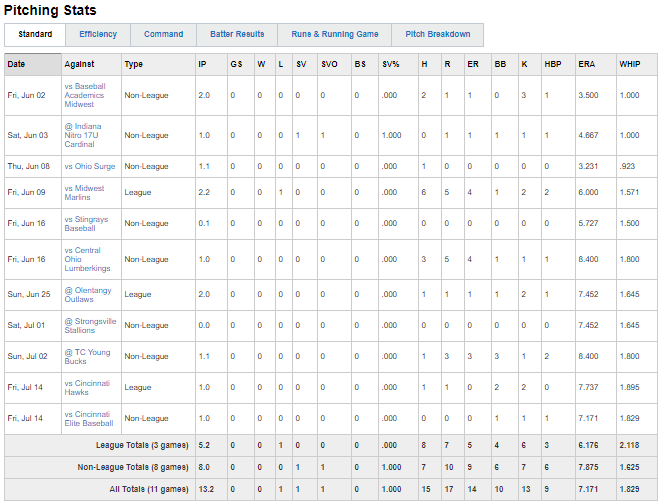 Pitching Stats
Standard Efficiency Command Batter Results Runs & Running Game Pitch Breakdown
Date Against Type IP GS W L SV SVO BS SV% H R ER BB K HBP ERA WHIP
Fri, Jun 02 vs Baseball Academics Midwest Non-League 2.0 0 0 0 0 0 0 .000 2 1 1 0 3 1 3.500 1.000
Sat, Jun 03 @ Indiana Nitro 17U Cardinal Non-League 1.0 0 0 0 1 1 0 1.000 0 1 1 1 1 1 4.667 1.000
Thu, Jun 08 vs Ohio Surge Non-League 1.1 0 0 0 0 0 0 .000 1 0 0 0 0 0 3.231 .923
Fri, Jun 09 vs Midwest Marlins League 2.2 0 0 1 0 0 0 .000 6 5 4 1 2 2 6.000 1.571
Fri, Jun 16 vs Stingrays Baseball Non-League 0.1 0 0 0 0 0 0 .000 0 0 0 0 0 0 5.727 1.500
Fri, Jun 16 vs Central Ohio Lumberkings Non-League 1.0 0 0 0 0 0 0 .000 3 5 4 1 1 1 8.400 1.800
Sun, Jun 25 @ Olentangy Outlaws League 2.0 0 0 0 0 0 0 .000 1 1 1 1 2 1 7.452 1.645
Sat, Jul 01 @ Strongsville Stallions Non-League 0.0 0 0 0 0 0 0 .000 0 0 0 0 0 0 7.452 1.645
Sun, Jul 02 @ TC Young Bucks Non-League 1.1 0 0 0 0 0 0 .000 1 3 3 3 2 1 8.400 1.800
Fri, Jul 14 vs Cincinnati Hawks League 1.0 0 0 0 0 0 0 .000 1 1 0 2 2 0 7.737 1.895
Fri, Jul 14 vs Cincinnati Elite Baseball Non-League 1.0 0 0 0 0 0 0 .000 0 0 0 1 1 1 7.171 1.829
League Totals (3 games) 5.2 0 0 1 0 0 0 .000 8 7 5 4 6 3 6.176 2.118
Non-League Totals (8 games) 8.0 0 0 0 1 1 0 1.000 7 10 9 6 7 6 7.875 1.625
All Totals (11 games) 13.2 0 0 1 1 1 0 1.000 15 17 14 10 13 9 7.171 1.829